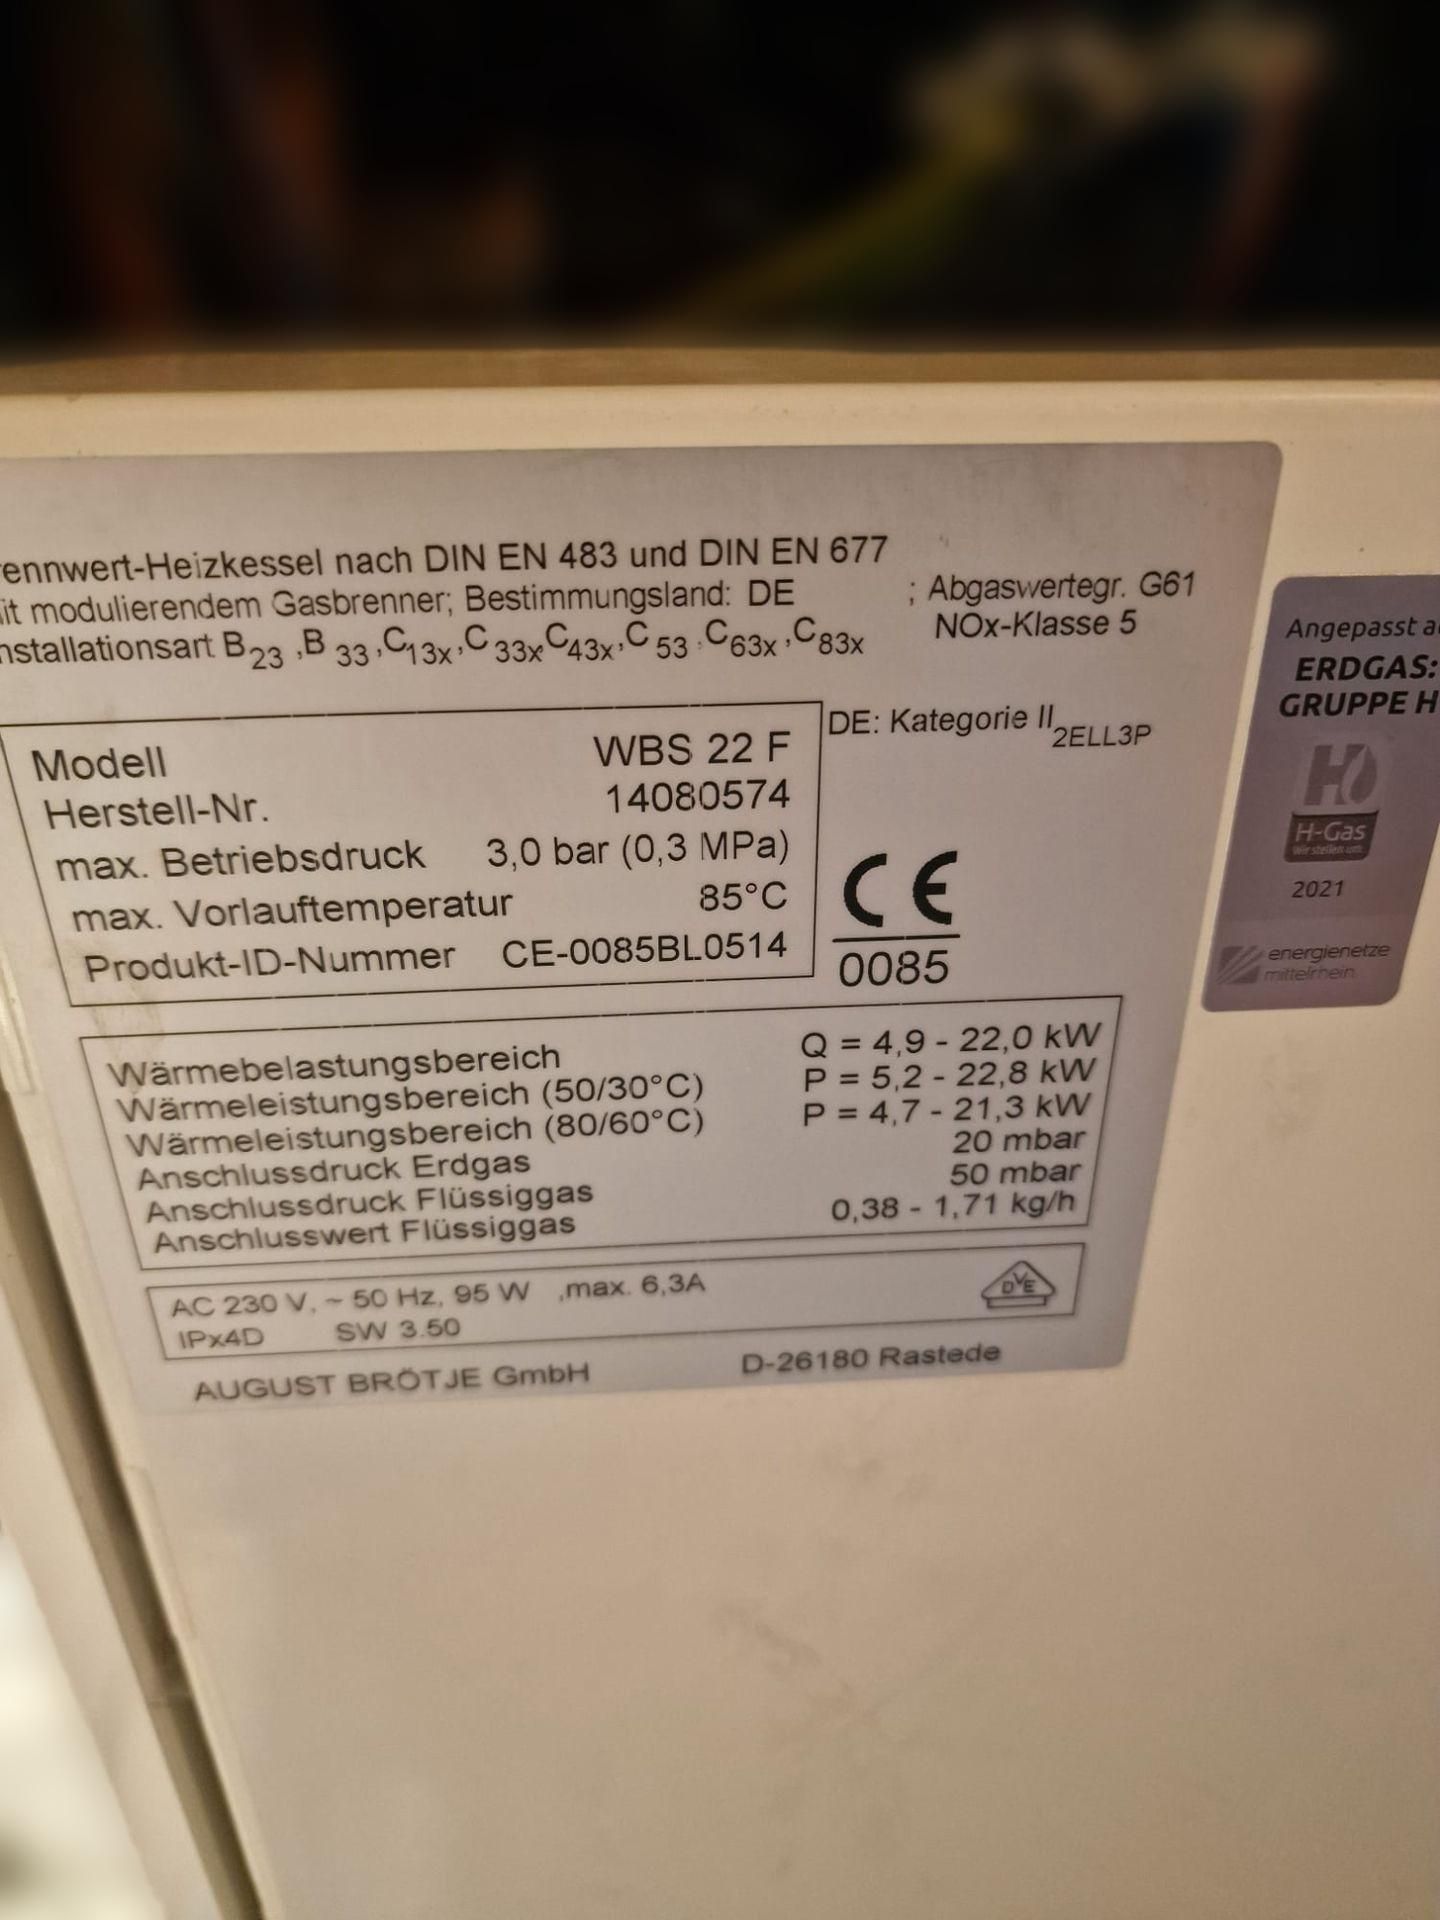 ennwert-Heizkessel nach DIN EN 483 und DIN EN 677
it modulierendem Gasbrenner; Bestimmungsland: DE ; Abgaswertegr. G61
nstallationsart B23 ,B 33 ,C13x ,C 33x C43x ,C 53 , C63x ,C83x NOx-Klasse 5
DE: Kategorie II2ELL3P
Modell WBS 22 F
Herstell-Nr. 14080574
max. Betriebsdruck 3,0 bar (0,3 MPa)
max. Vorlauftemperatur 85°C
Produkt-ID-Nummer CE-0085BL0514
CE
0085
Wärmebelastungsbereich Q = 4,9 - 22,0 kW
Wärmeleistungsbereich (50/30°C) P = 5,2 - 22,8 kW
Wärmeleistungsbereich (80/60°C) P = 4,7 - 21,3 kW
Anschlussdruck Erdgas 20 mbar
Anschlussdruck Flüssiggas 50 mbar
Anschlusswert Flüssiggas 0,38 - 1,71 kg/h
AC 230 V, ~ 50 Hz, 95 W ,max. 6,3A
IPx4D SW 3.50
DVE
AUGUST BRÖTJE GmbH D-26180 Rastede
Angepasst a
ERDGAS:
GRUPPE H
H-Gas
Wir stellen um
2021
energienetze
mittelrhein